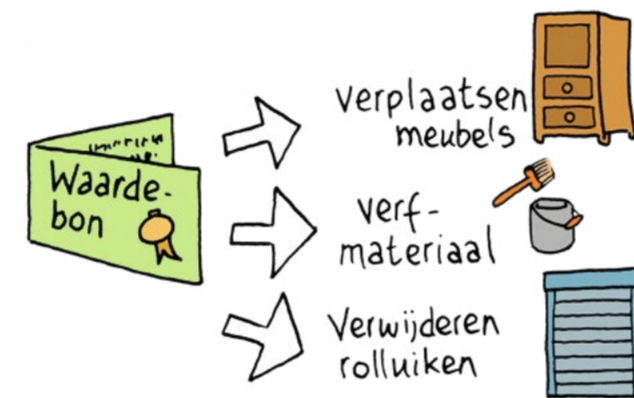 Waarde-
bon
verplaatsen
meubels
verf-
materiaal
Verwijderen
rolluiken